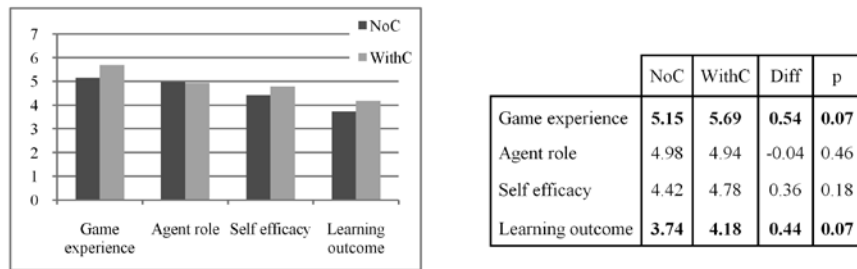 7
6
5
4
3
2
1
0
NoC
WithC
Game experience
Agent role
Self efficacy
Learning outcome
NoC WithC Diff p
Game experience 5.15 5.69 0.54 0.07
Agent role 4.98 4.94 -0.04 0.46
Self efficacy 4.42 4.78 0.36 0.18
Learning outcome 3.74 4.18 0.44 0.07